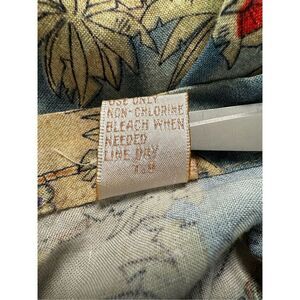 USE ONLY
NON-CHLORINE
BLEACH WHEN
NEEDED
LINE DRY